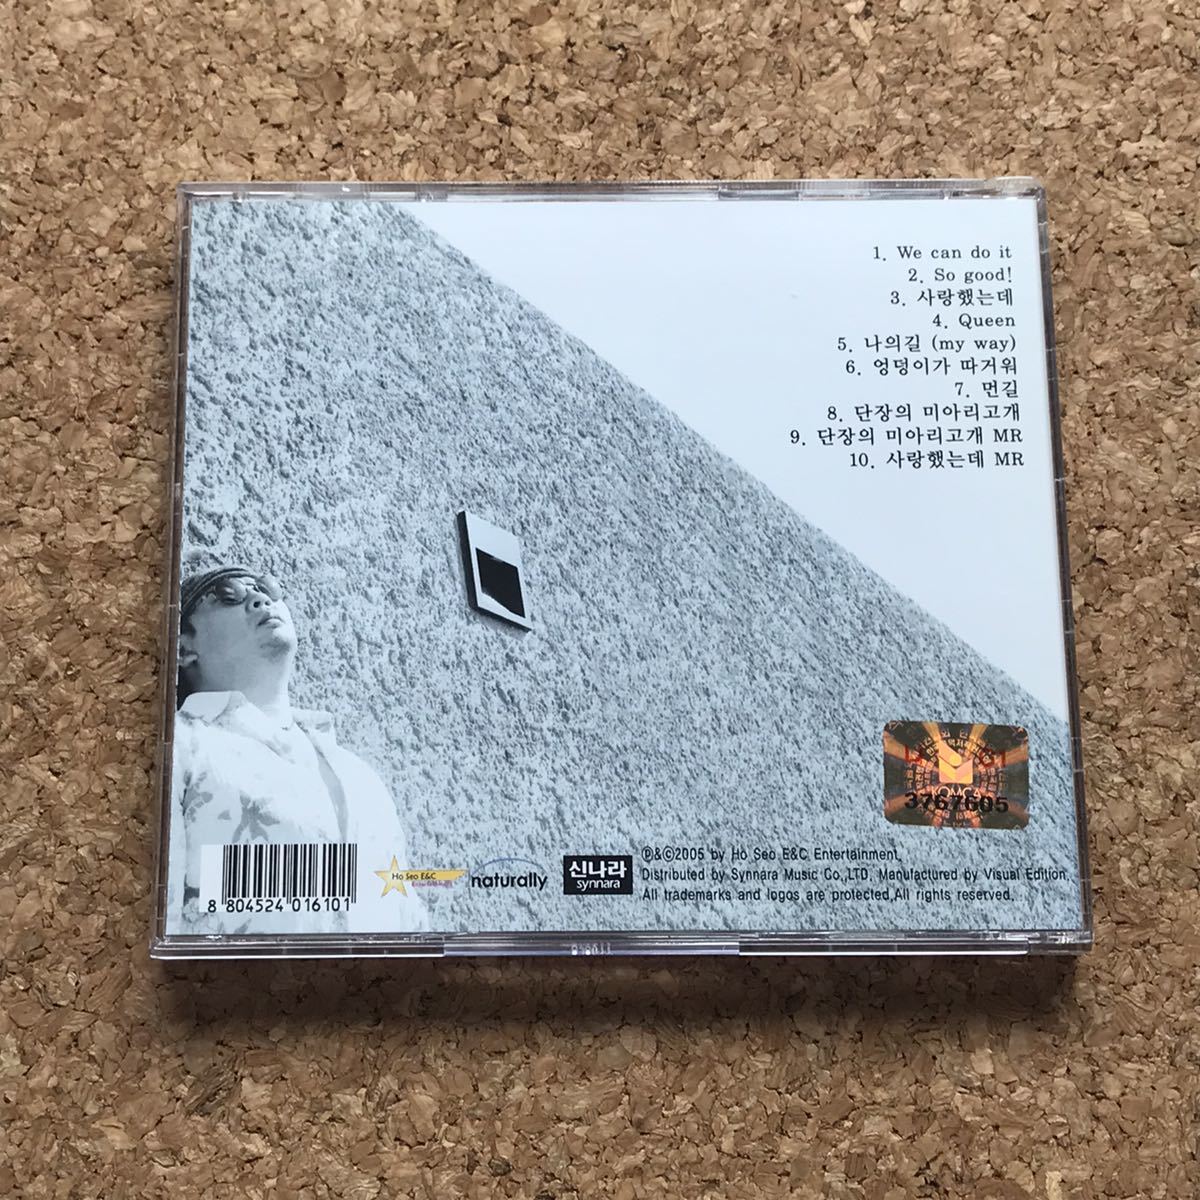 1. We can do it
2. So good!
3. 사랑했는데
4. Queen
5. 나의길 (my way)
6. 엉덩이가 따거워
7. 먼길
8. 단장의 미아리고개
9. 단장의 미아리고개 MR
10. 사랑했는데 MR
KOMCA
3767605
8 804524 016101
Ho Seo E&C
naturally
신나라
synnara
ⓟ&ⓒ2005 by Ho Seo E&C Entertainment.
Distributed by Synnara Music Co.,LTD. Manufactured by Visual Edition.
All trademarks and logos are protected,All rights reserved.